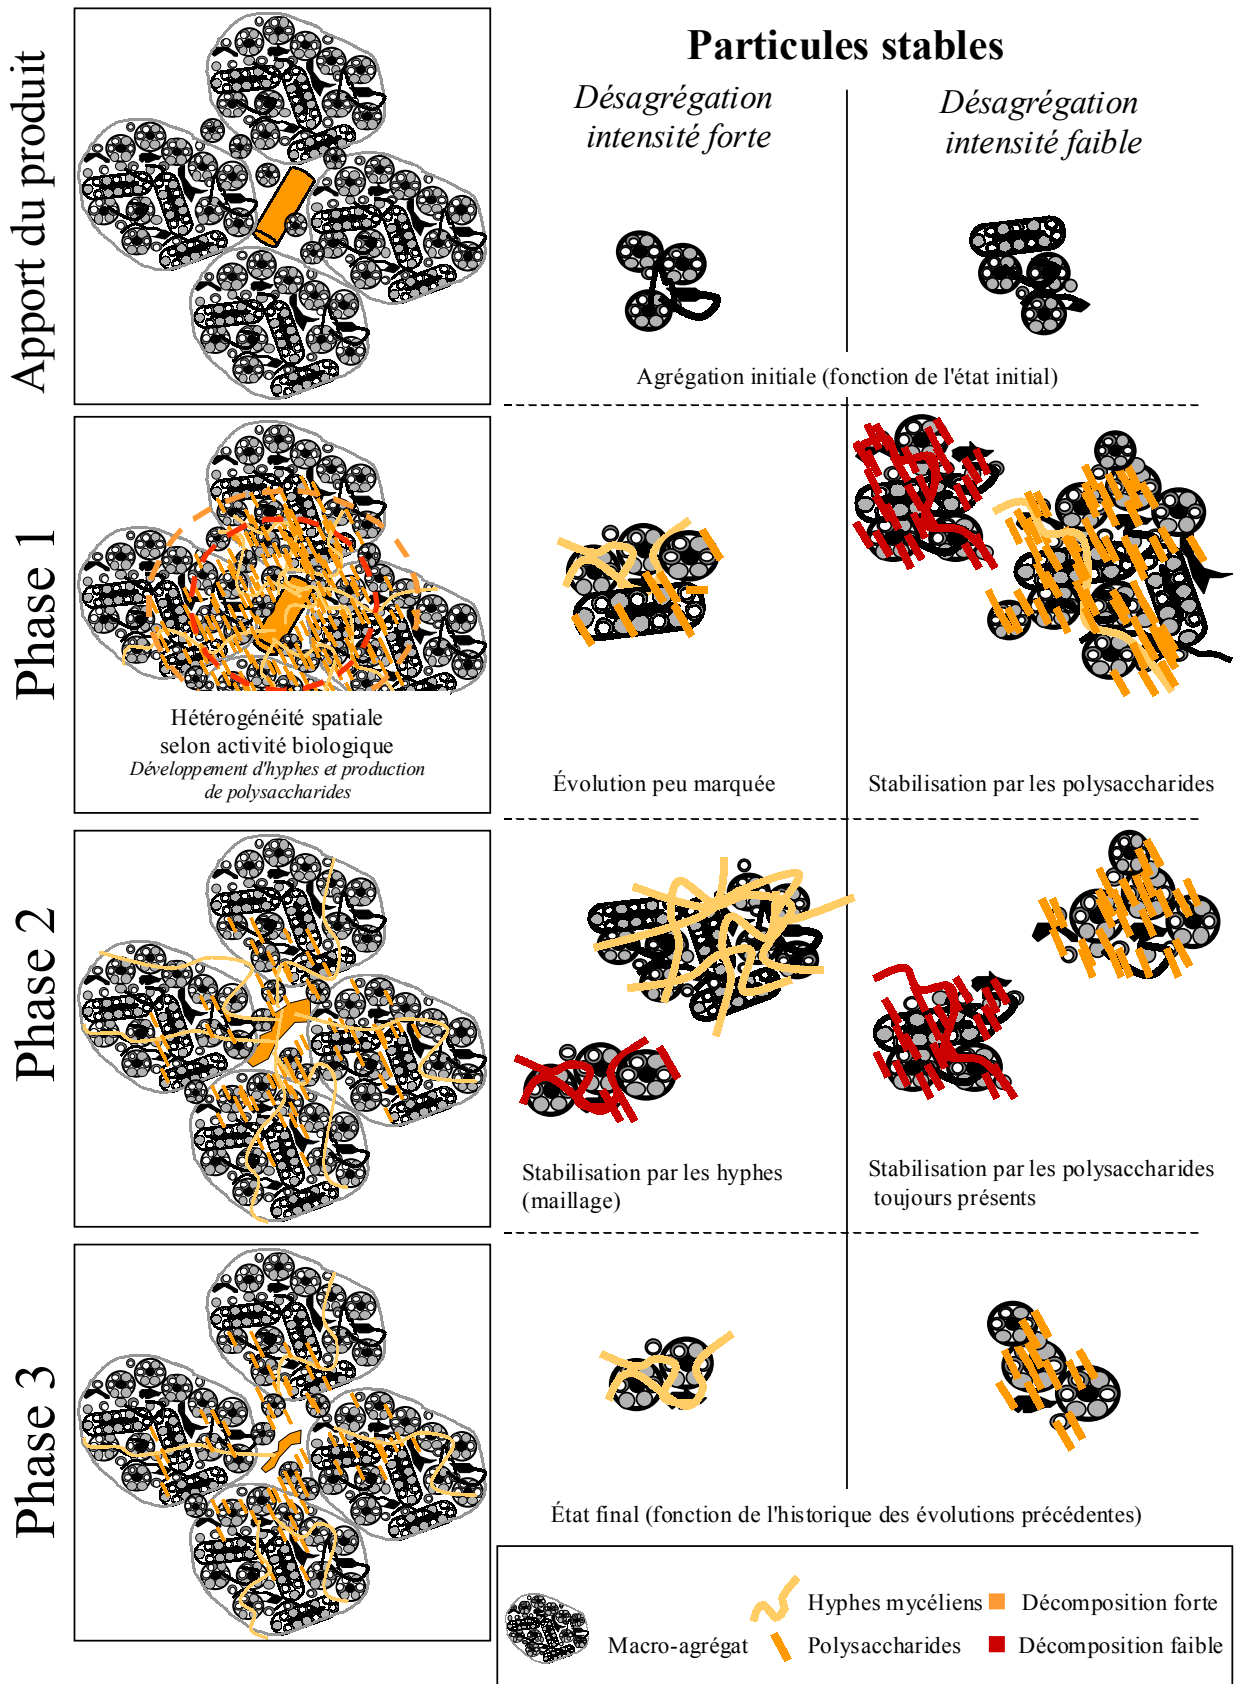 Particules stables
Désagrégation
intensité forte
Désagrégation
intensité faible
Apport du produit
Agrégation initiale (fonction de l'état initial)
Phase 1
Hétérogénéité spatiale
selon activité biologique
Développement d'hyphes et production
de polysaccharides
Évolution peu marquée
Stabilisation par les polysaccharides
Phase 2
Stabilisation par les hyphes
(maillage)
Stabilisation par les polysaccharides
toujours présents
Phase 3
État final (fonction de l'historique des évolutions précédentes)
Macro-agrégat
Hyphes mycéliens
Polysaccharides
Décomposition forte
Décomposition faible